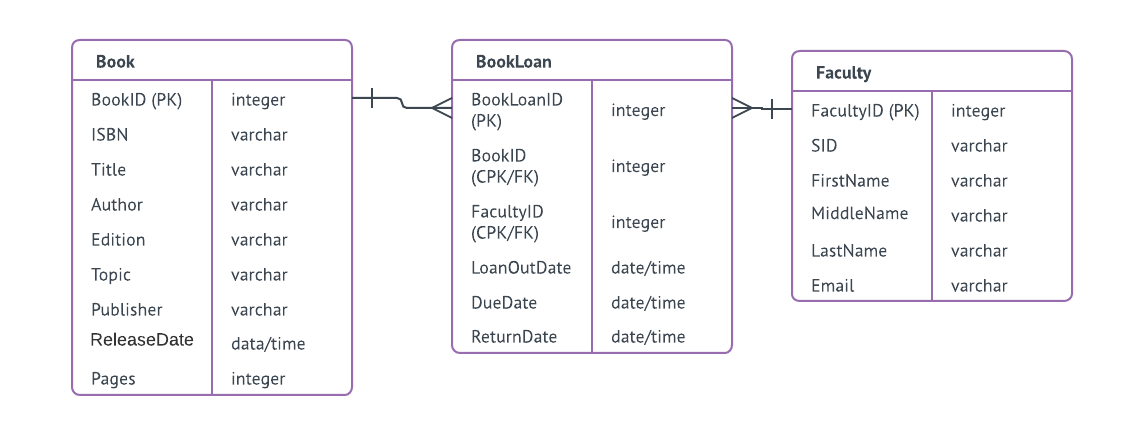 Book
BookID (PK) integer
ISBN varchar
Title varchar
Author varchar
Edition varchar
Topic varchar
Publisher varchar
ReleaseDate data/time
Pages integer
BookLoan
BookLoanID
(PK) integer
BookID
(CPK/FK) integer
FacultyID
(CPK/FK) integer
LoanOutDate date/time
DueDate date/time
ReturnDate date/time
Faculty
FacultyID (PK) integer
SID varchar
FirstName varchar
MiddleName varchar
LastName varchar
Email varchar